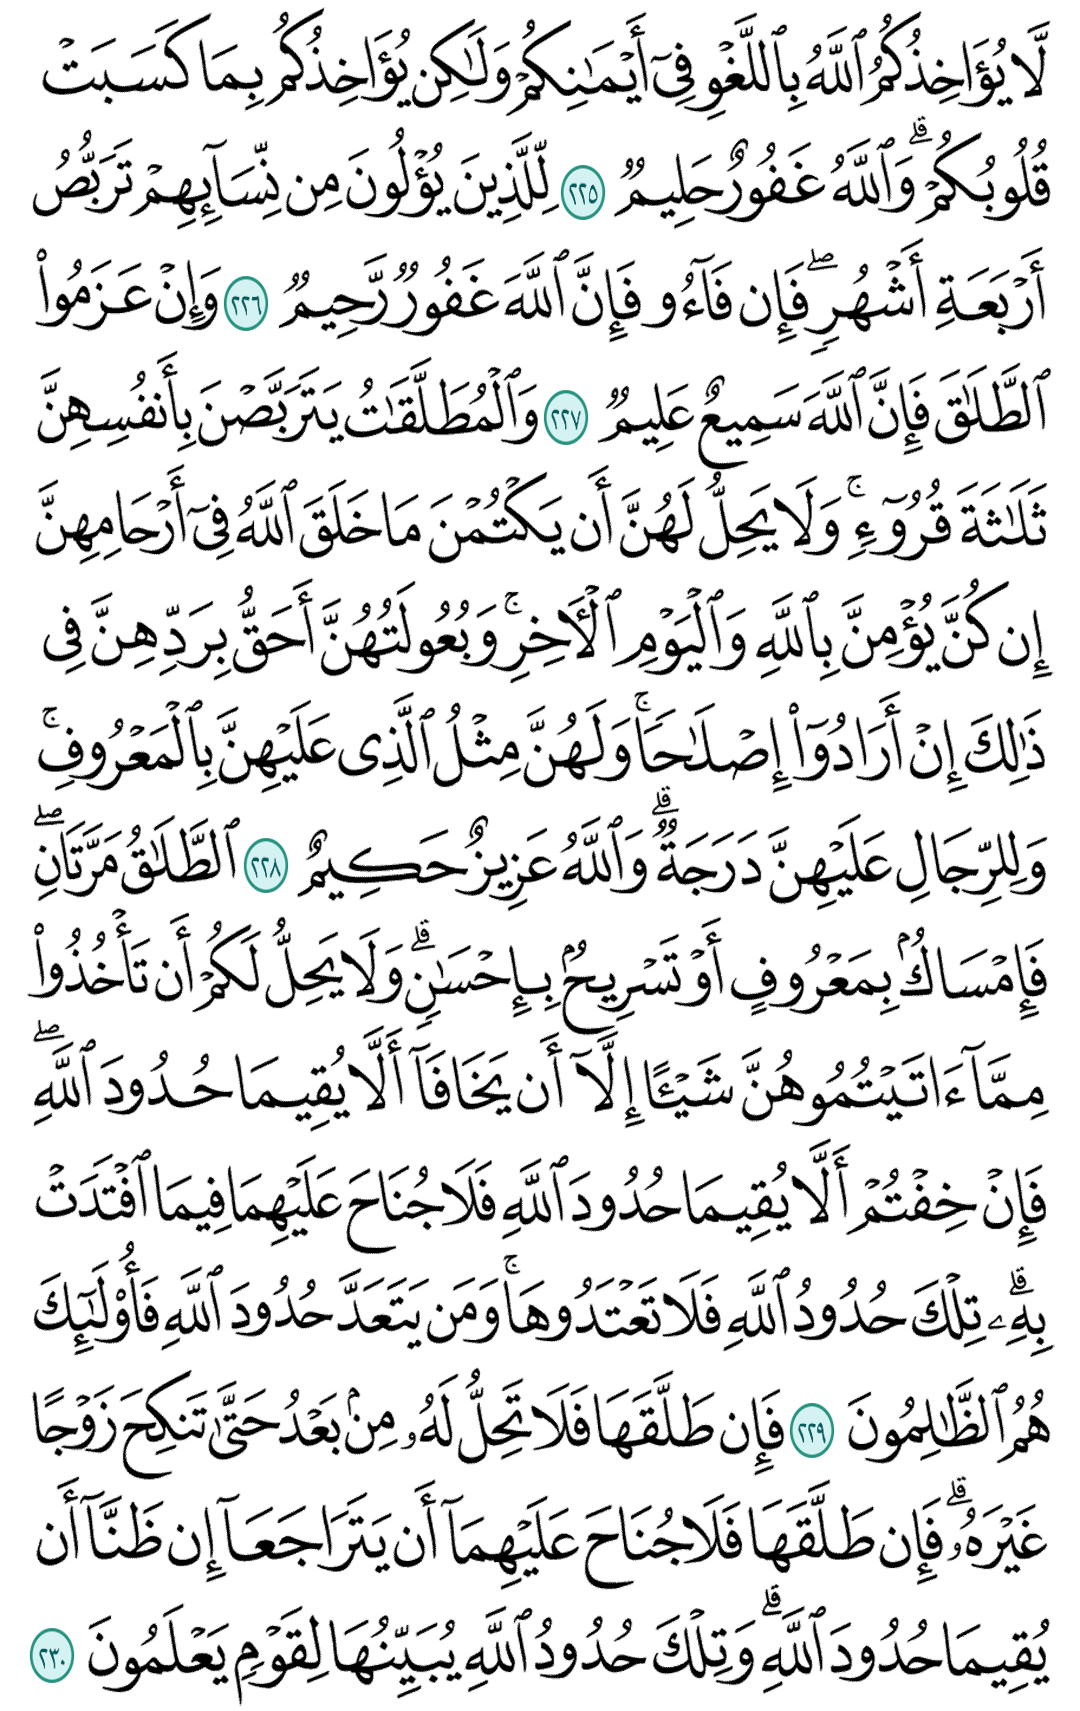 لَّا يُؤَاخِذُكُمُ ٱللَّهُ بِٱللَّغْوِ فِىٓ أَيْمَـٰنِكُمْ وَلَـٰكِن يُؤَاخِذُكُم بِمَا كَسَبَتْ
قُلُوبُكُمْ ۗ وَٱللَّهُ غَفُورٌ حَلِيمٌ ٢٢٥ لِّلَّذِينَ يُؤْلُونَ مِن نِّسَآئِهِمْ تَرَبُّصُ
أَرْبَعَةِ أَشْهُرٍ ۖ فَإِن فَآءُو فَإِنَّ ٱللَّهَ غَفُورٌ رَّحِيمٌ ٢٢٦ وَإِنْ عَزَمُوا۟
ٱلطَّلَـٰقَ فَإِنَّ ٱللَّهَ سَمِيعٌ عَلِيمٌ ٢٢٧ وَٱلْمُطَلَّقَـٰتُ يَتَرَبَّصْنَ بِأَنفُسِهِنَّ
ثَلَـٰثَةَ قُرُوٓءٍ ۚ وَلَا يَحِلُّ لَهُنَّ أَن يَكْتُمْنَ مَا خَلَقَ ٱللَّهُ فِىٓ أَرْحَامِهِنَّ
إِن كُنَّ يُؤْمِنَّ بِٱللَّهِ وَٱلْيَوْمِ ٱلْـَٔاخِرِ ۚ وَبُعُولَتُهُنَّ أَحَقُّ بِرَدِّهِنَّ فِى
ذَٰلِكَ إِنْ أَرَادُوٓا۟ إِصْلَـٰحًا ۚ وَلَهُنَّ مِثْلُ ٱلَّذِى عَلَيْهِنَّ بِٱلْمَعْرُوفِ ۚ
وَلِلرِّجَالِ عَلَيْهِنَّ دَرَجَةٌ ۗ وَٱللَّهُ عَزِيزٌ حَكِيمٌ ٢٢٨ ٱلطَّلَـٰقُ مَرَّتَانِ ۖ
فَإِمْسَاكٌۢ بِمَعْرُوفٍ أَوْ تَسْرِيحٌۢ بِإِحْسَـٰنٍ ۗ وَلَا يَحِلُّ لَكُمْ أَن تَأْخُذُوا۟
مِمَّآ ءَاتَيْتُمُوهُنَّ شَيْـًٔا إِلَّآ أَن يَخَافَآ أَلَّا يُقِيمَا حُدُودَ ٱللَّهِ ۖ
فَإِنْ خِفْتُمْ أَلَّا يُقِيمَا حُدُودَ ٱللَّهِ فَلَا جُنَاحَ عَلَيْهِمَا فِيمَا ٱفْتَدَتْ
بِهِۦ ۗ تِلْكَ حُدُودُ ٱللَّهِ فَلَا تَعْتَدُوهَا ۚ وَمَن يَتَعَدَّ حُدُودَ ٱللَّهِ فَأُو۟لَـٰٓئِكَ
هُمُ ٱلظَّـٰلِمُونَ ٢٢٩ فَإِن طَلَّقَهَا فَلَا تَحِلُّ لَهُۥ مِنۢ بَعْدُ حَتَّىٰ تَنكِحَ زَوْجًا
غَيْرَهُۥ ۗ فَإِن طَلَّقَهَا فَلَا جُنَاحَ عَلَيْهِمَآ أَن يَتَرَاجَعَآ إِن ظَنَّآ أَن
يُقِيمَا حُدُودَ ٱللَّهِ ۗ وَتِلْكَ حُدُودُ ٱللَّهِ يُبَيِّنُهَا لِقَوْمٍ يَعْلَمُونَ ٢٣٠